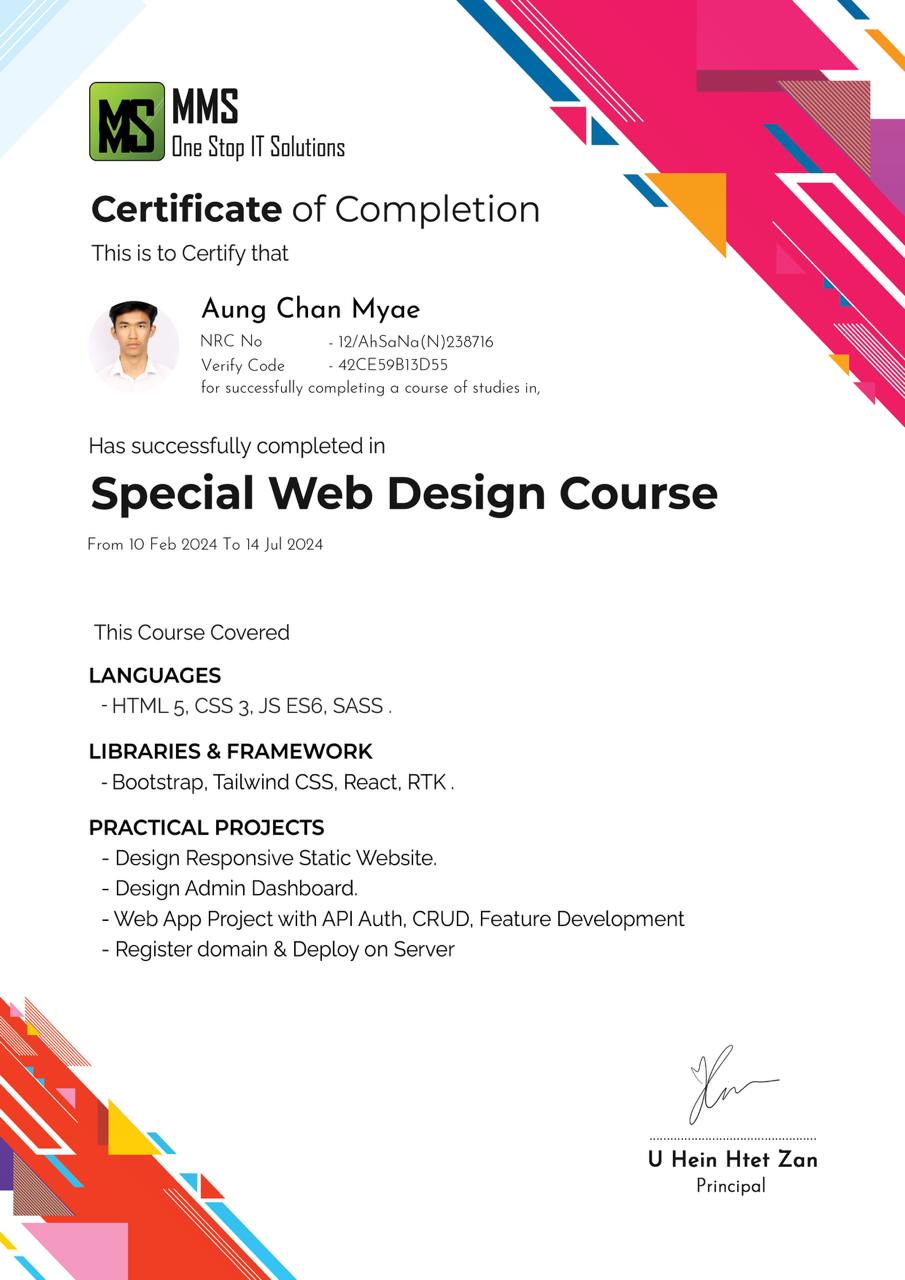 MMS
MMS
One Stop IT Solutions
Certificate of Completion
This is to Certify that
Aung Chan Myae
NRC No - 12/AhSaNa(N)238716
Verify Code - 42CE59B13D55
for successfully completing a course of studies in,
Has successfully completed in
Special Web Design Course
From 10 Feb 2024 To 14 Jul 2024
This Course Covered
LANGUAGES
- HTML 5, CSS 3, JS ES6, SASS .
LIBRARIES & FRAMEWORK
- Bootstrap, Tailwind CSS, React, RTK .
PRACTICAL PROJECTS
- Design Responsive Static Website.
- Design Admin Dashboard.
- Web App Project with API Auth, CRUD, Feature Development
- Register domain & Deploy on Server
U Hein Htet Zan
Principal